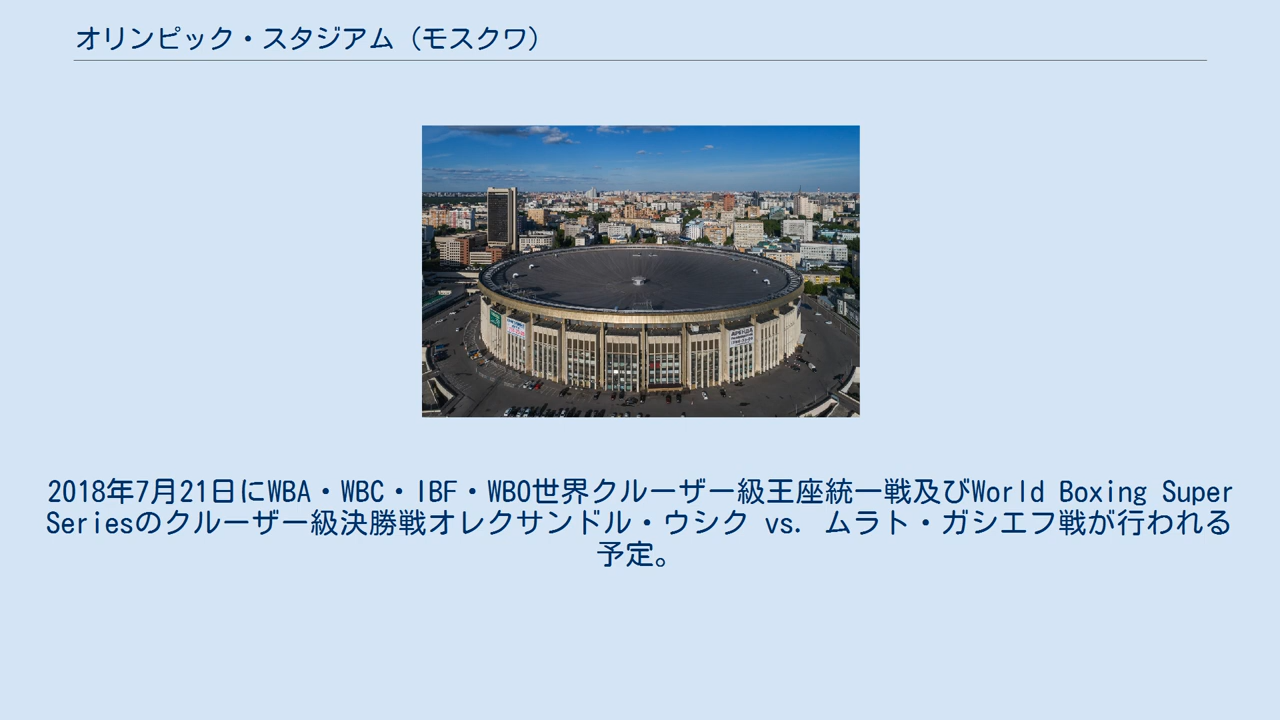 オリンピック・スタジアム（モスクワ）
2018年7月21日にWBA・WBC・IBF・WBO世界クルーザー級王座統一戦及びWorld Boxing Super
Seriesのクルーザー級決勝戦オレクサンドル・ウシク vs. ムラト・ガシエフ戦が行われる
予定。